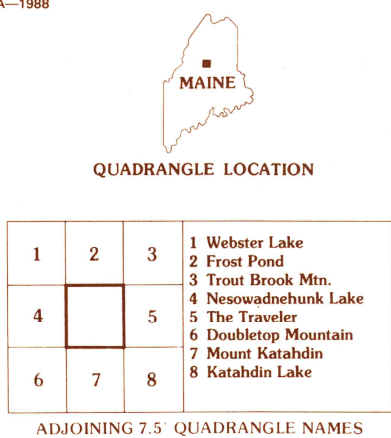 A—1988
MAINE
QUADRANGLE LOCATION
1 2 3
4 5
6 7 8
1 Webster Lake
2 Frost Pond
3 Trout Brook Mtn.
4 Nesowadnehunk Lake
5 The Traveler
6 Doubletop Mountain
7 Mount Katahdin
8 Katahdin Lake
ADJOINING 7.5′ QUADRANGLE NAMES